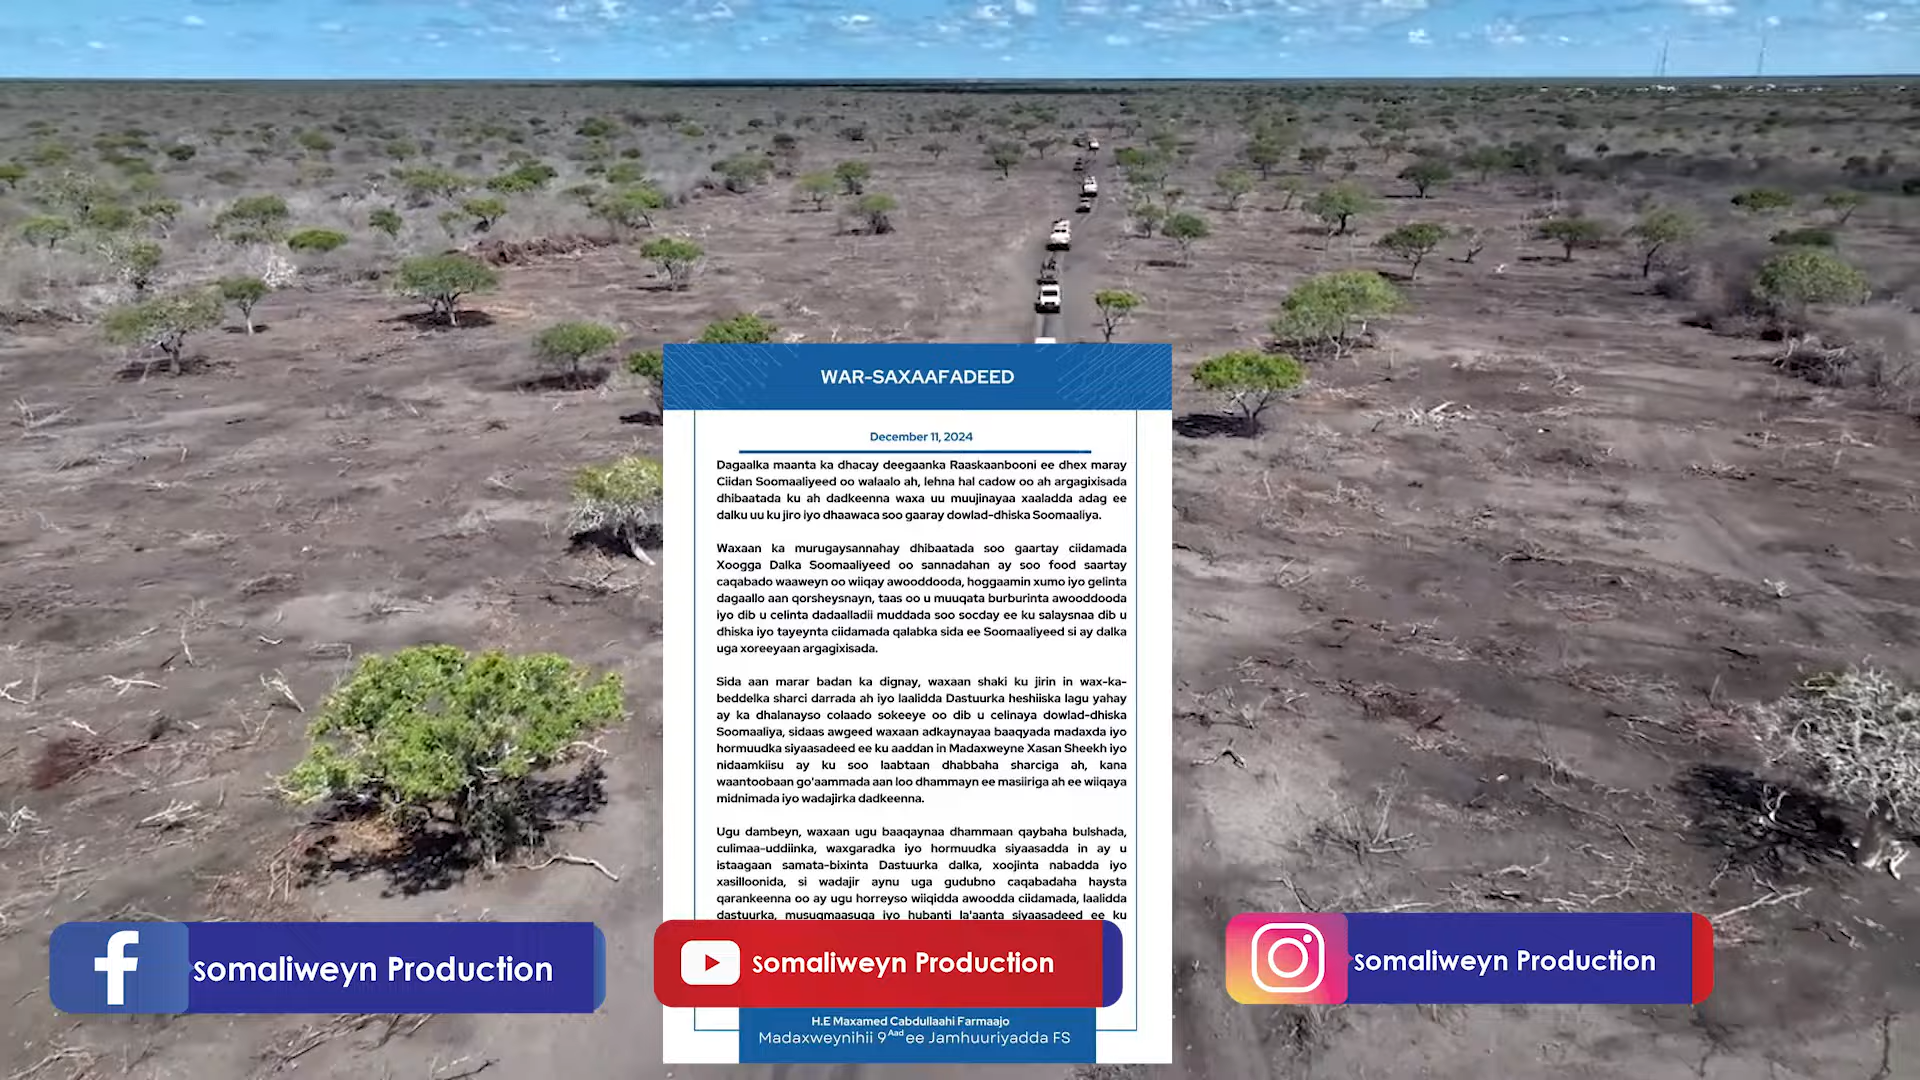 WAR-SAXAAFADEED
December 11, 2024
Dagaalka maanta ka dhacay deegaanka Raaskaanbooni ee dhex maray
Ciidan Soomaaliyeed oo walaalo ah, lehna hal cadow oo ah argagixisada
dhibaatada ku ah dadkeenna waxa uu muujinayaa xaaladda adag ee
dalku uu ku jiro iyo dhaawaca soo gaaray dowlad-dhiska Soomaaliya.
Waxaan ka murugaysannahay dhibaatada soo gaartay ciidamada
Xoogga Dalka Soomaaliyeed oo sannadahan ay soo food saartay
caqabado waaweyn oo wiiqay awooddooda, hoggaamin xumo iyo gelinta
dagaallo aan qorsheysnayn, taas oo u muuqata burburinta awooddooda
iyo dib u celinta dadaalladii muddada soo socday ee ku salaysnaa dib u
dhiska iyo tayeynta ciidamada qalabka sida ee Soomaaliyeed si ay dalka
uga xoreeyaan argagixisada.
Sida aan marar badan ka dignay, waxaan shaki ku jirin in wax-ka-
beddelka sharci darrada ah iyo laalidda Dastuurka heshiiska lagu yahay
ay ka dhalanayso colaado sokeeye oo dib u celinaya dowlad-dhiska
Soomaaliya, sidaas awgeed waxaan adkaynayaa baaqyada madaxda iyo
hormuudka siyaasadeed ee ku aaddan in Madaxweyne Xasan Sheekh iyo
nidaamkiisu ay ku soo laabtaan dhabbaha sharciga ah, kana
waantoobaan go'aammada aan loo dhammayn ee masiiriga ah ee wiiqaya
midnimada iyo wadajirka dadkeenna.
Ugu dambeyn, waxaan ugu baaqaynaa dhammaan qaybaha bulshada,
culimaa-uddiinka, waxgaradka iyo hormuudka siyaasadda in ay u
istaagaan samata-bixinta Dastuurka dalka, xoojinta nabadda iyo
xasilloonida, si wadajir aynu uga gudubno caqabadaha haysta
qarankeenna oo ay ugu horreyso wiiqidda awoodda ciidamada, laalidda
dastuurka, musuqmaasuqa iyo hubanti la'aanta siyaasadeed ee ku
somaliweyn Production
somaliweyn Production
somaliweyn Production
H.E Maxamed Cabdullaahi Farmaajo
Madaxweynihii 9Aad ee Jamhuuriyadda FS